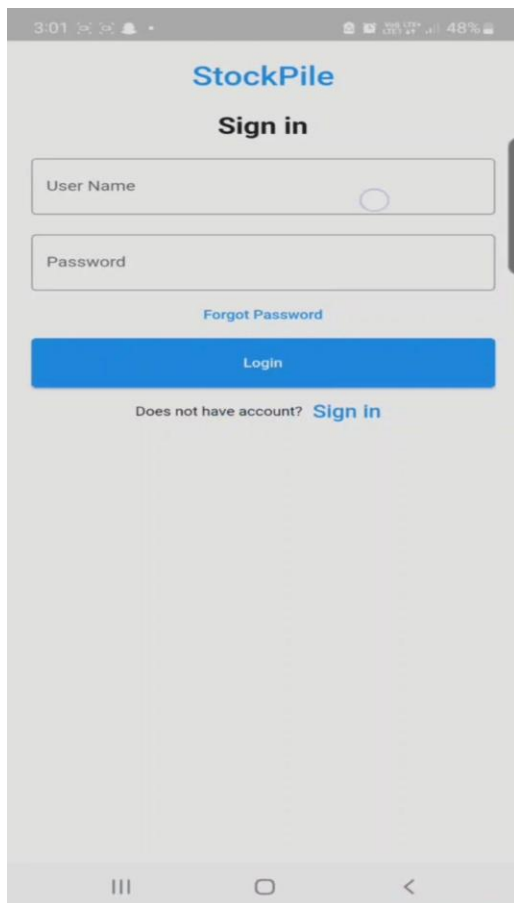 3:01 48%
StockPile
Sign in
User Name
Password
Forgot Password
Login
Does not have account? Sign in